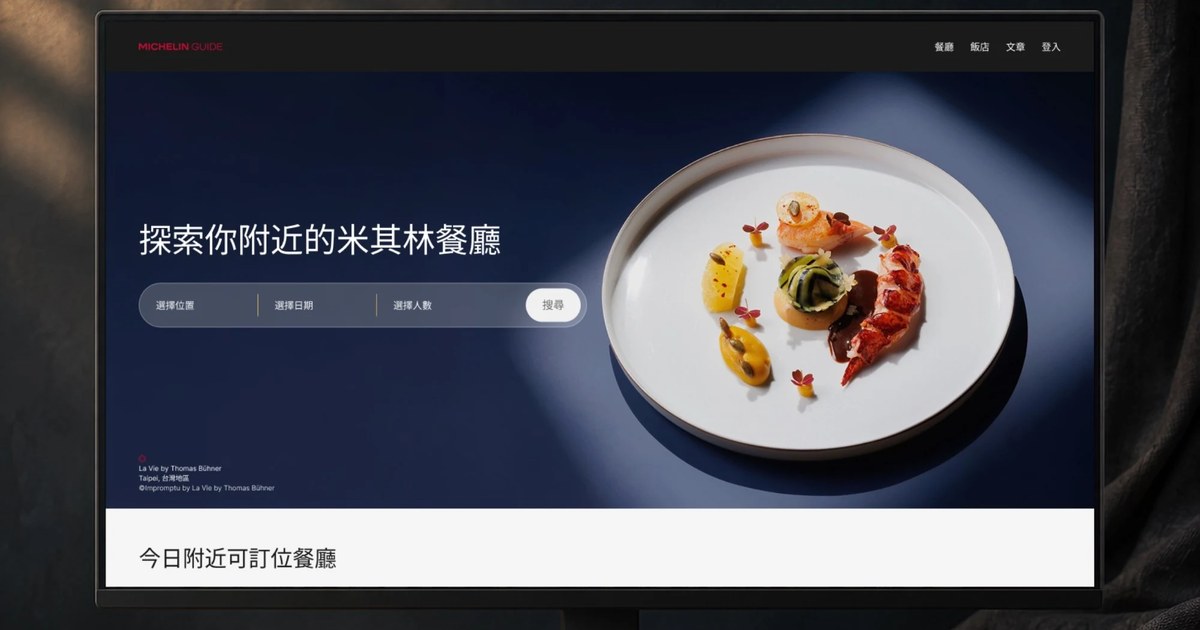 MICHELIN GUIDE
餐廳 飯店 文章 登入
探索你附近的米其林餐廳
選擇位置 選擇日期 選擇人數 搜尋
La Vie by Thomas Bühner
Taipei, 台灣地區
©Impromptu by La Vie by Thomas Bühner
今日附近可訂位餐廳